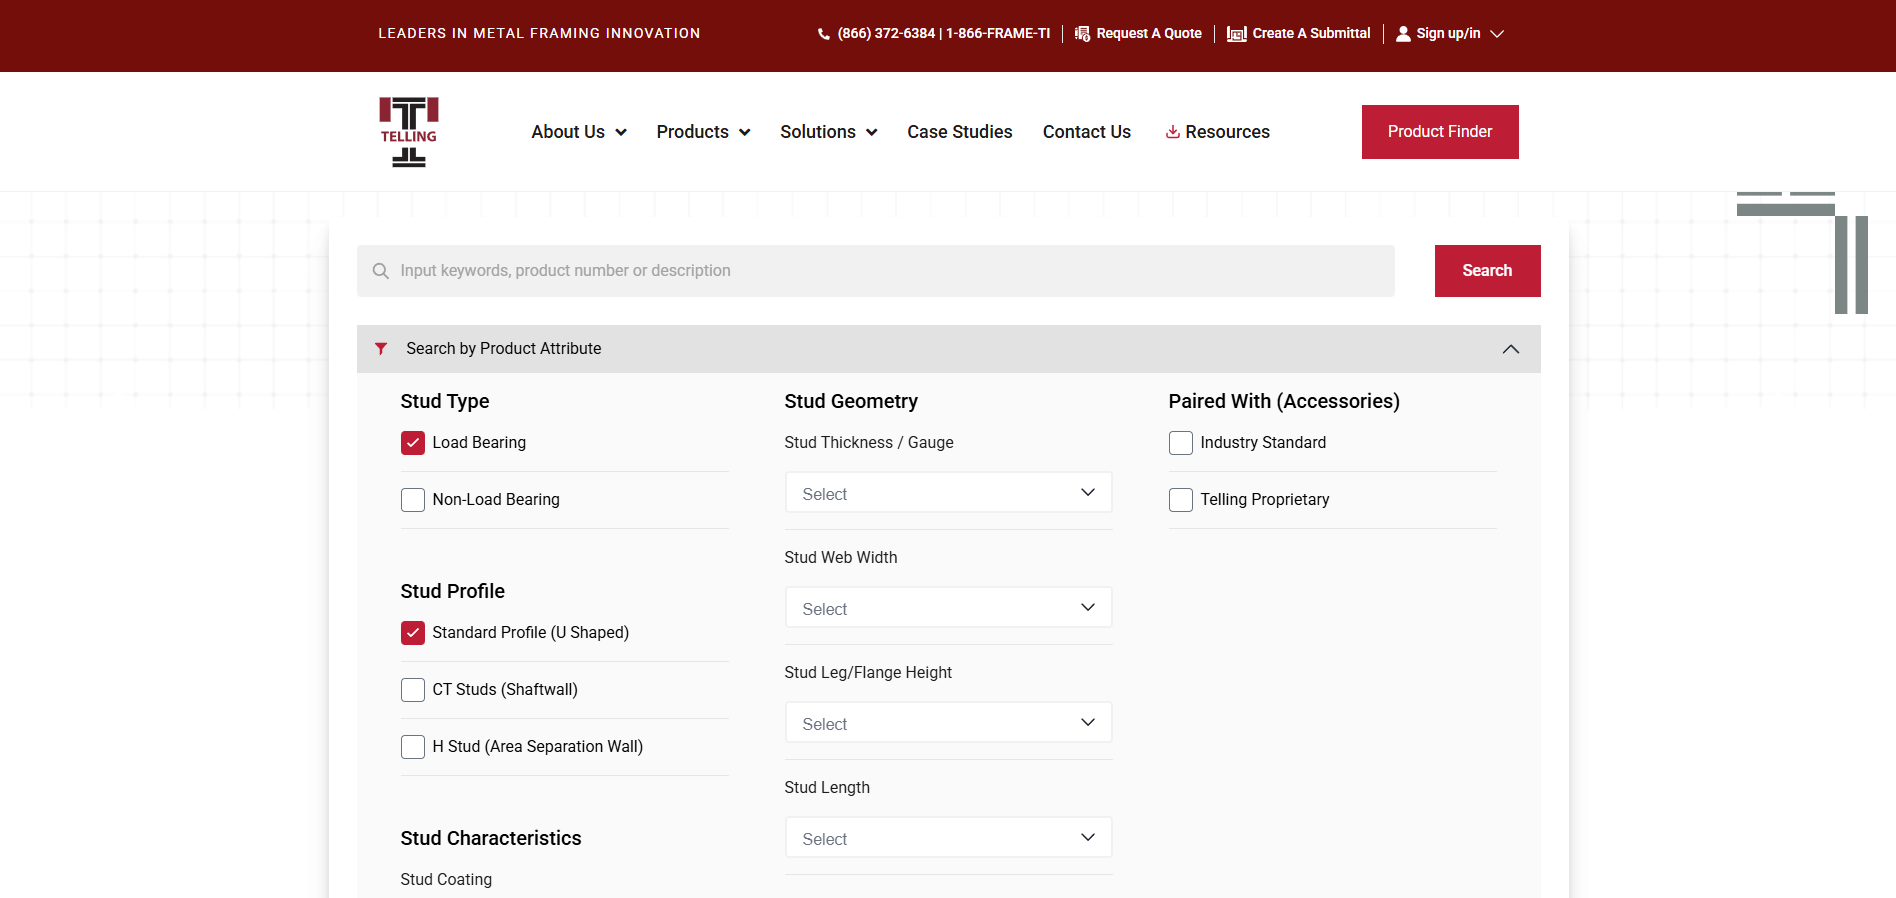 LEADERS IN METAL FRAMING INNOVATION
(866) 372-6384 | 1-866-FRAME-TI
Request A Quote
Create A Submittal
Sign up/in
TELLING
About Us
Products
Solutions
Case Studies
Contact Us
Resources
Product Finder
Input keywords, product number or description
Search
Search by Product Attribute
Stud Type
Load Bearing
Non-Load Bearing
Stud Profile
Standard Profile (U Shaped)
CT Studs (Shaftwall)
H Stud (Area Separation Wall)
Stud Characteristics
Stud Coating
Stud Geometry
Stud Thickness / Gauge
Select
Stud Web Width
Select
Stud Leg/Flange Height
Select
Stud Length
Select
Paired With (Accessories)
Industry Standard
Telling Proprietary